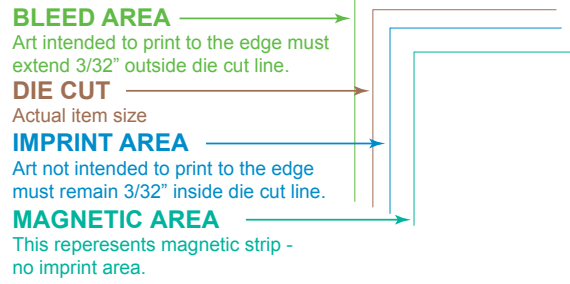 BLEED AREA
Art intended to print to the edge must
extend 3/32” outside die cut line.
DIE CUT
Actual item size
IMPRINT AREA
Art not intended to print to the edge
must remain 3/32” inside die cut line.
MAGNETIC AREA
This reperesents magnetic strip -
no imprint area.